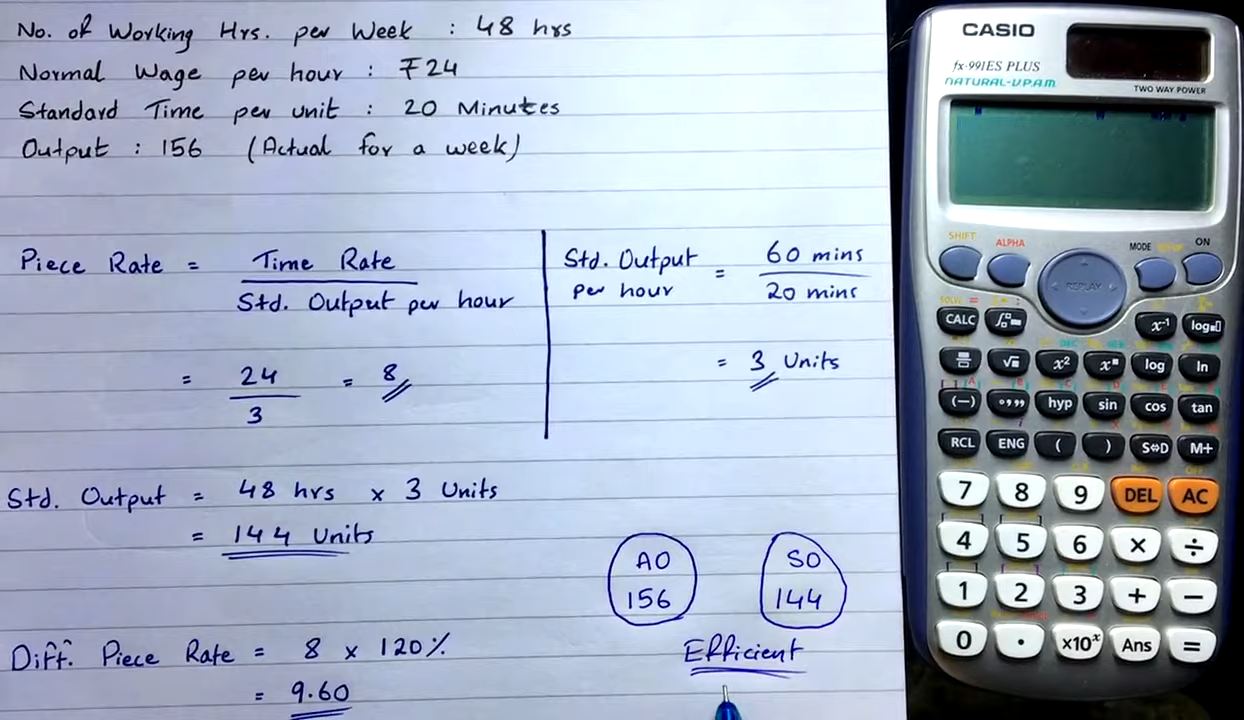 No. of Working Hrs. per Week : 48 hrs
Normal Wage per hour : ₹24
Standard Time per unit : 20 Minutes
Output : 156 (Actual for a week)
Piece Rate = Time Rate
Std. Output per hour
= 24 = 8
3
Std. Output per hour = 60 mins
20 mins
= 3 Units
Std. Output = 48 hrs x 3 Units
= 144 Units
AO
156
SO
144
Efficient
Diff. Piece Rate = 8 x 120%
= 9.60
CASIO
fx-991ES PLUS
NATURAL-V.P.A.M.
TWO WAY POWER
SHIFT ALPHA MODE ON
REPLAY
SOLVE =
CALC x⁻¹ log
√ x² log ln
(−) hyp sin cos tan
RCL ENG ( ) S⇔D M+
7 8 9 DEL AC
4 5 6 × ÷
1 2 3 + −
0 . ×10ˣ Ans =